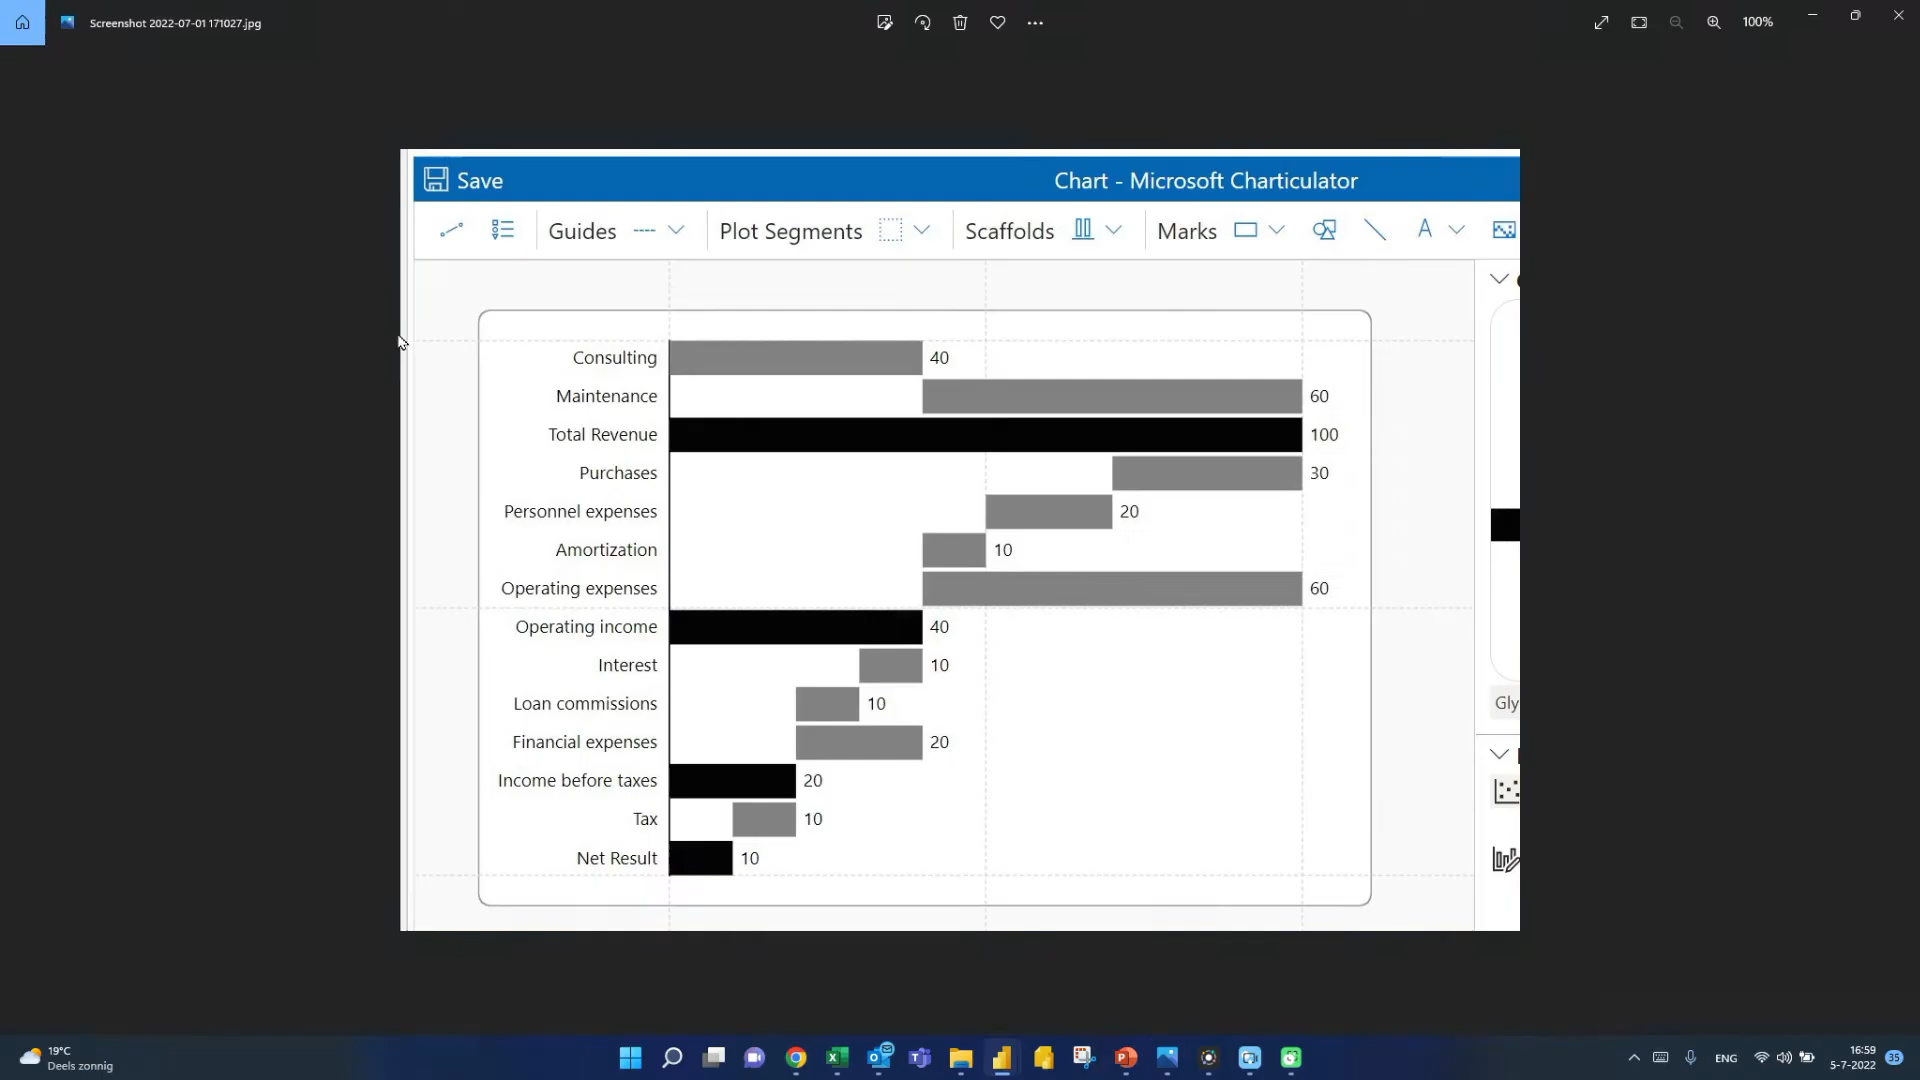 Screenshot 2022-07-01 171027.jpg
100%
Save
Chart - Microsoft Charticulator
Guides
Plot Segments
Scaffolds
Marks
Consulting 40
Maintenance 60
Total Revenue 100
Purchases 30
Personnel expenses 20
Amortization 10
Operating expenses 60
Operating income 40
Interest 10
Loan commissions 10
Gly
Financial expenses 20
Income before taxes 20
Tax 10
Net Result 10
19°C
Deels zonnig
ENG
16:59
5-7-2022
35